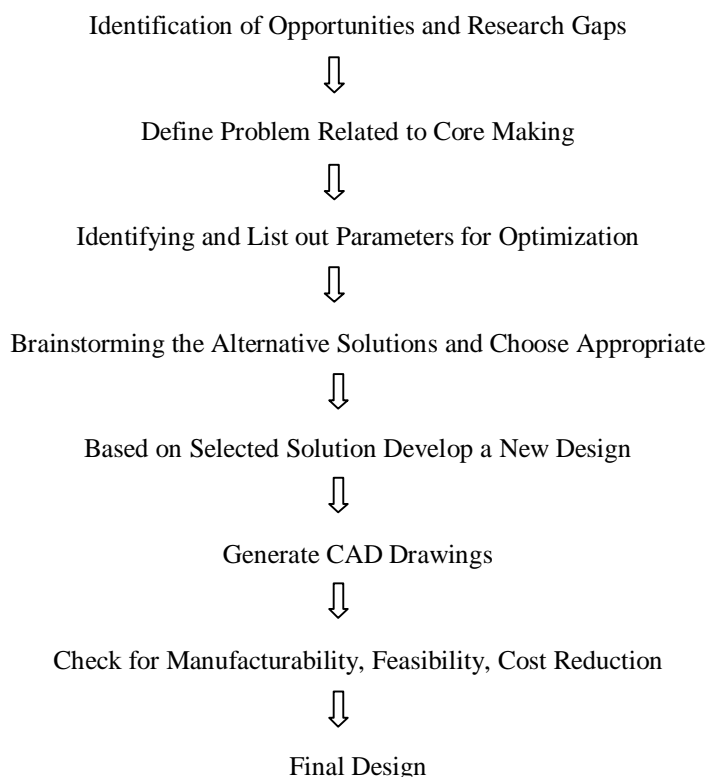 Identification of Opportunities and Research Gaps
Define Problem Related to Core Making
Identifying and List out Parameters for Optimization
Brainstorming the Alternative Solutions and Choose Appropriate
Based on Selected Solution Develop a New Design
Generate CAD Drawings
Check for Manufacturability, Feasibility, Cost Reduction
Final Design